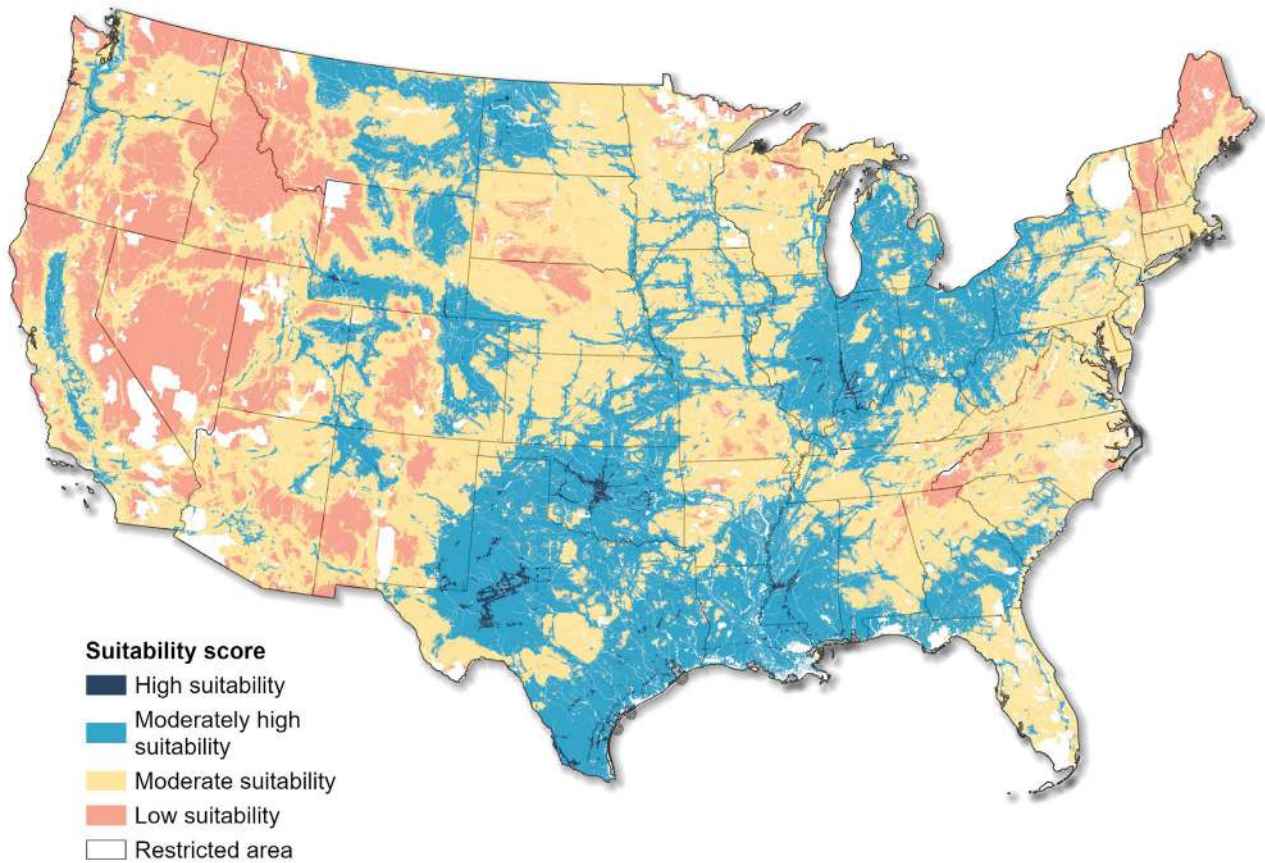 Suitability score
High suitability
Moderately high
suitability
Moderate suitability
Low suitability
Restricted area